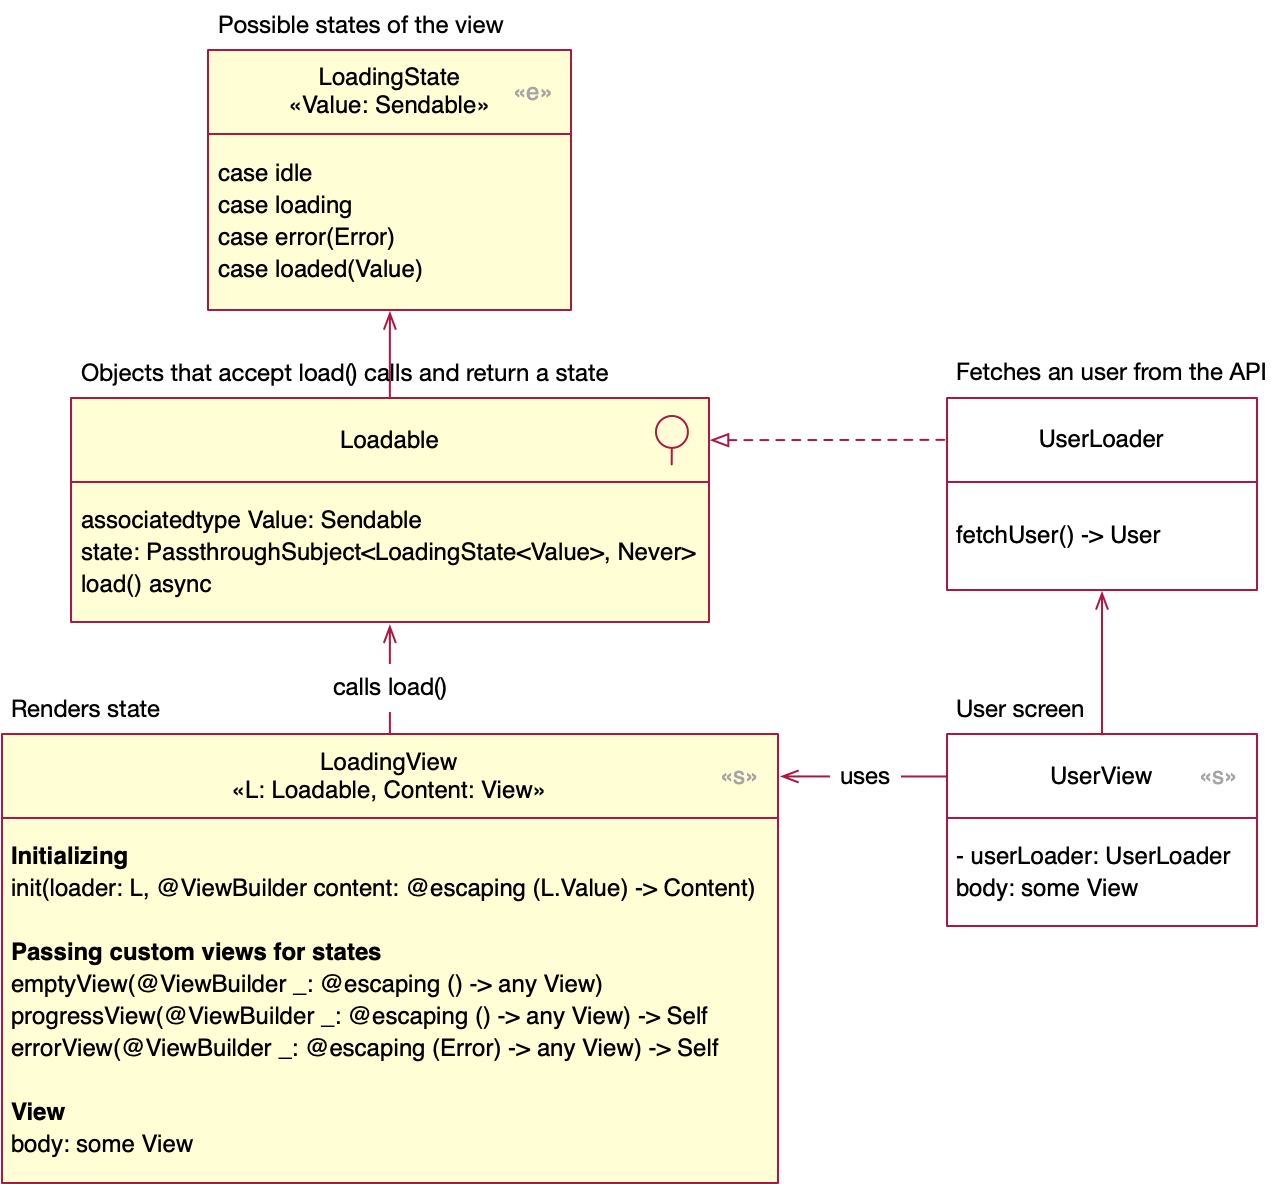 Possible states of the view
LoadingState
«Value: Sendable»
«e»
case idle
case loading
case error(Error)
case loaded(Value)
Objects that accept load() calls and return a state
Loadable
associatedtype Value: Sendable
state: PassthroughSubject<LoadingState<Value>, Never>
load() async
Fetches an user from the API
UserLoader
fetchUser() -> User
calls load()
Renders state
LoadingView
«L: Loadable, Content: View»
«s»
Initializing
init(loader: L, @ViewBuilder content: @escaping (L.Value) -> Content)
Passing custom views for states
emptyView(@ViewBuilder _: @escaping () -> any View)
progressView(@ViewBuilder _: @escaping () -> any View) -> Self
errorView(@ViewBuilder _: @escaping (Error) -> any View) -> Self
View
body: some View
uses
User screen
UserView
«s»
- userLoader: UserLoader
body: some View